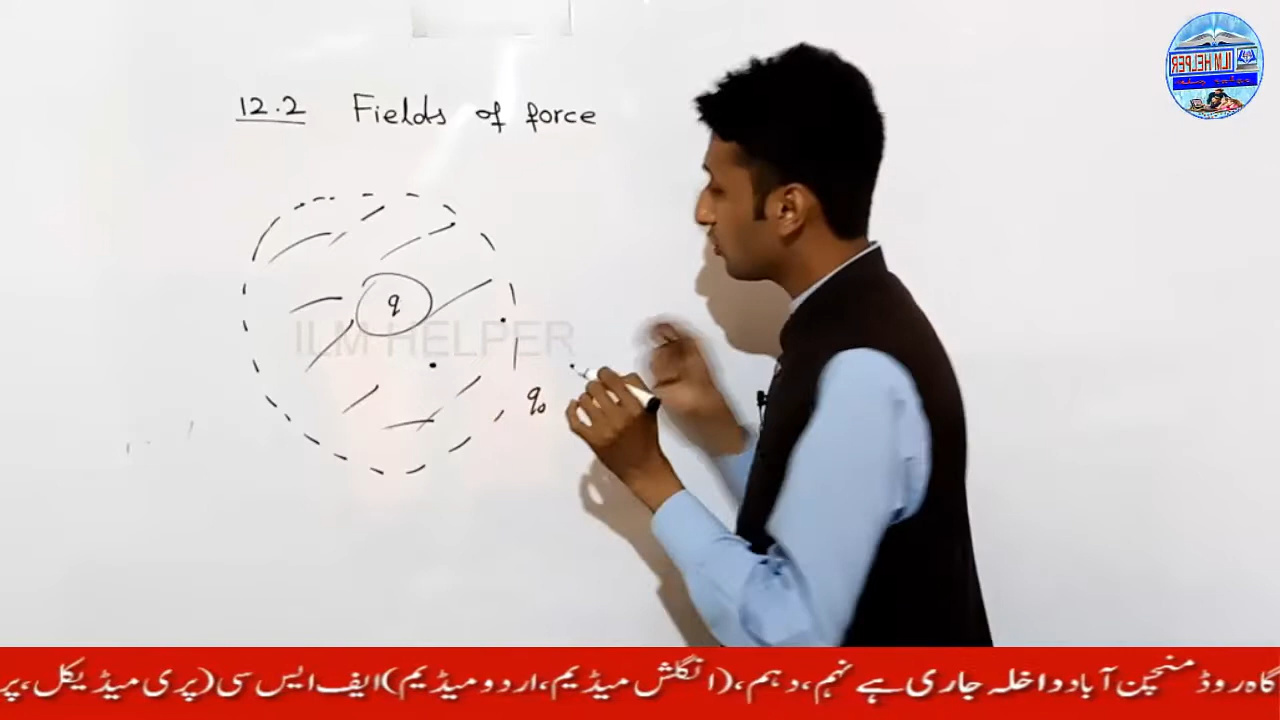 12.2 Fields of force
q
ILM HELPER
q₀
ILM HELPER
گاہ روڈ منچن آباد داخلہ جاری ہے نہم، دہم، (انگلش میڈیم، اردو میڈیم) ایف ایس سی (پری میڈیکل، پر